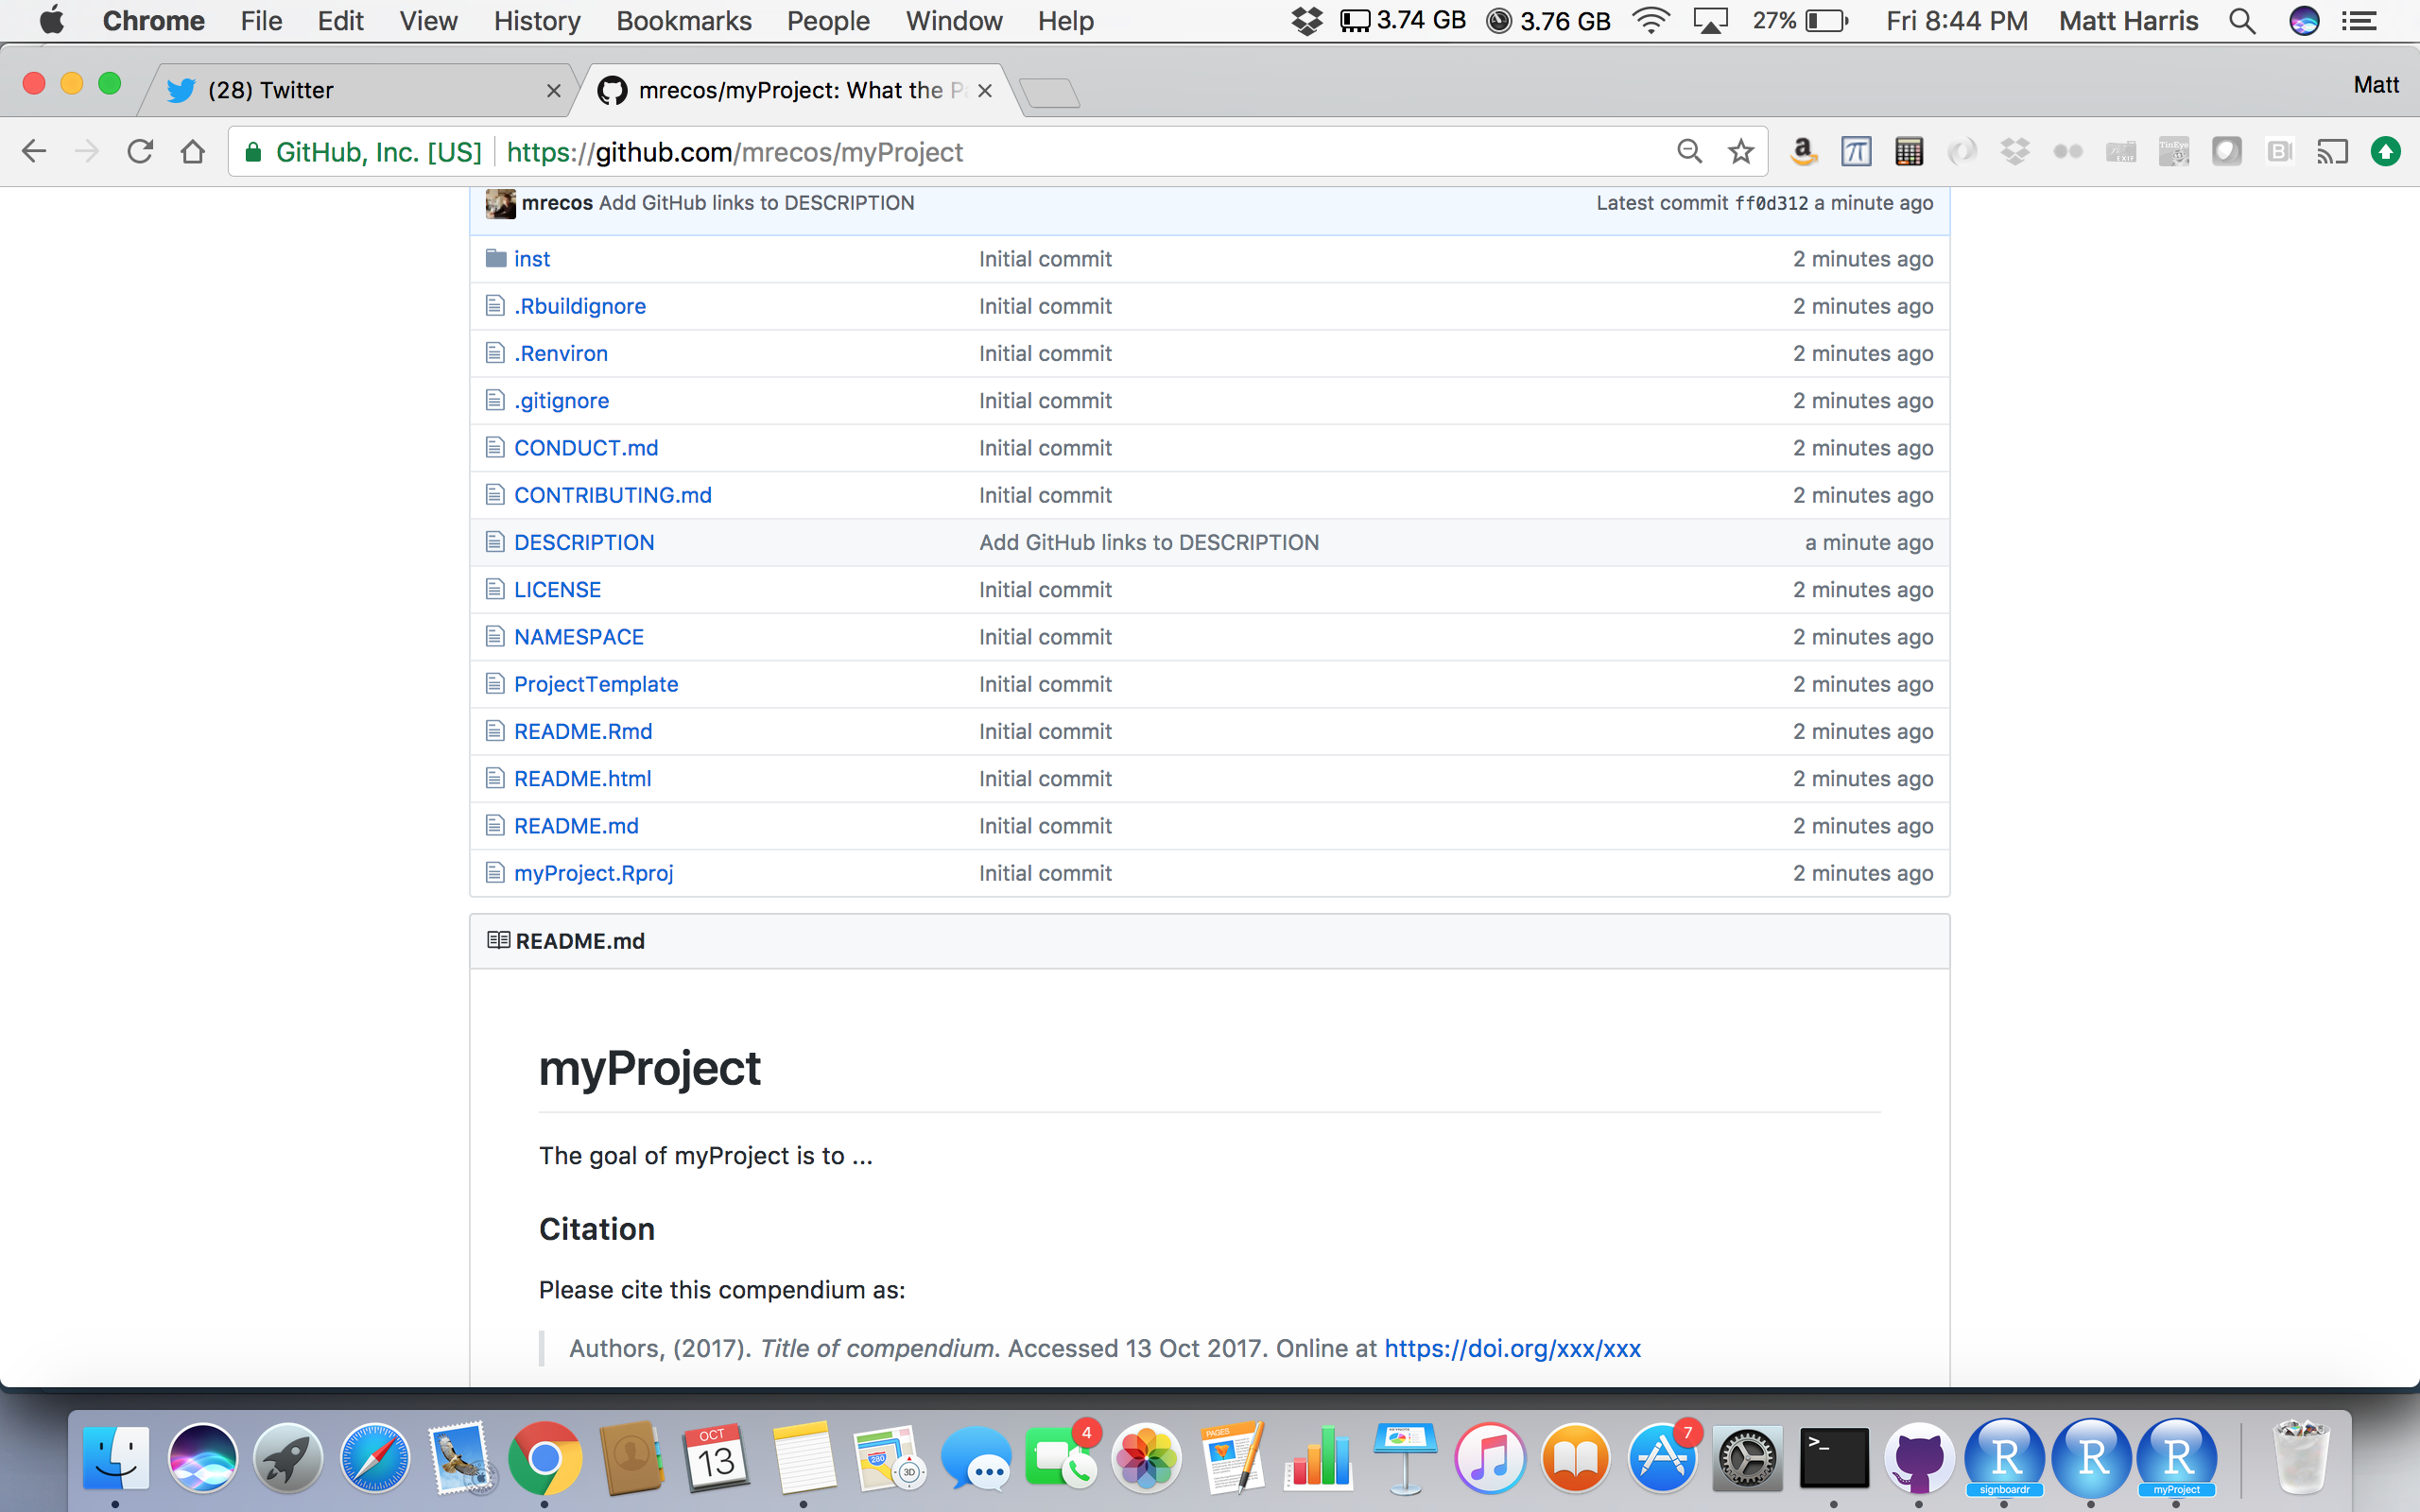 Chrome File Edit View History Bookmarks People Window Help 3.74 GB 3.76 GB 27% Fri 8:44 PM Matt Harris
(28) Twitter mrecos/myProject: What the Pa Matt
GitHub, Inc. [US] https://github.com/mrecos/myProject
mrecos Add GitHub links to DESCRIPTION Latest commit ff0d312 a minute ago
inst Initial commit 2 minutes ago
.Rbuildignore Initial commit 2 minutes ago
.Renviron Initial commit 2 minutes ago
.gitignore Initial commit 2 minutes ago
CONDUCT.md Initial commit 2 minutes ago
CONTRIBUTING.md Initial commit 2 minutes ago
DESCRIPTION Add GitHub links to DESCRIPTION a minute ago
LICENSE Initial commit 2 minutes ago
NAMESPACE Initial commit 2 minutes ago
ProjectTemplate Initial commit 2 minutes ago
README.Rmd Initial commit 2 minutes ago
README.html Initial commit 2 minutes ago
README.md Initial commit 2 minutes ago
myProject.Rproj Initial commit 2 minutes ago
README.md
myProject
The goal of myProject is to ...
Citation
Please cite this compendium as:
Authors, (2017). Title of compendium. Accessed 13 Oct 2017. Online at https://doi.org/xxx/xxx
OCT
13
280
3D
4
PAGES
7
>_
R
signboardr
R
R
myProject